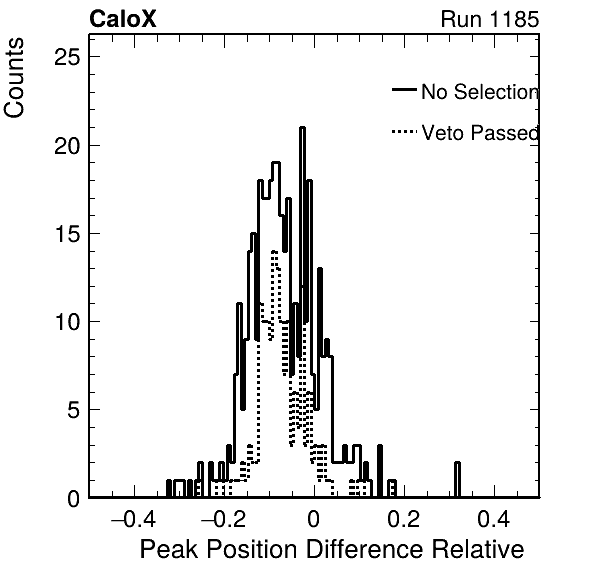 CaloX Run 1185
Counts
25
20
15
10
5
0
No Selection
Veto Passed
−0.4 −0.2 0 0.2 0.4
Peak Position Difference Relative